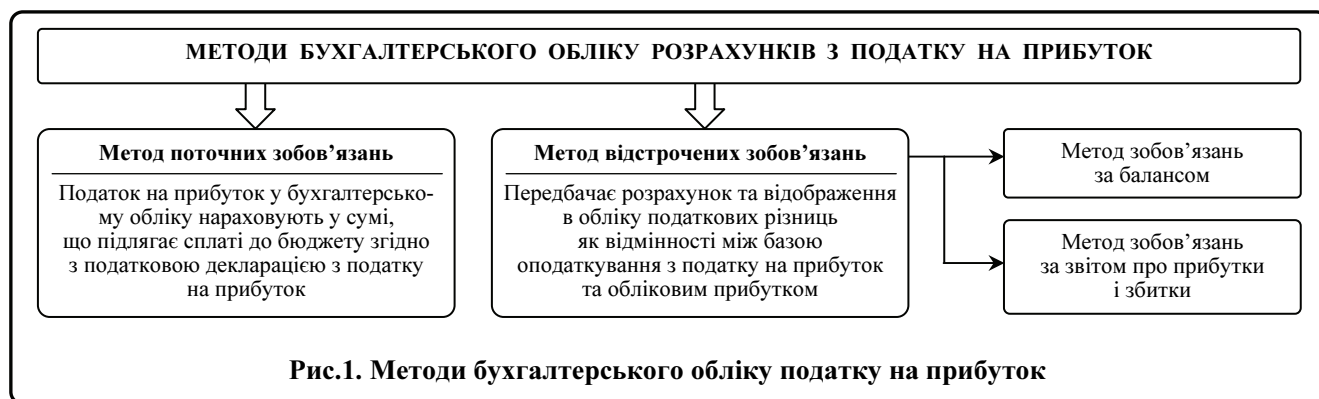 МЕТОДИ БУХГАЛТЕРСЬКОГО ОБЛІКУ РОЗРАХУНКІВ З ПОДАТКУ НА ПРИБУТОК
Метод поточних зобов’язань
Податок на прибуток у бухгалтерсько-
му обліку нараховують у сумі,
що підлягає сплаті до бюджету згідно
з податковою декларацією з податку
на прибуток
Метод відстрочених зобов’язань
Передбачає розрахунок та відображення
в обліку податкових різниць
як відмінності між базою
оподаткування з податку на прибуток
та обліковим прибутком
Метод зобов’язань
за балансом
Метод зобов’язань
за звітом про прибутки
і збитки
Рис.1. Методи бухгалтерського обліку податку на прибуток